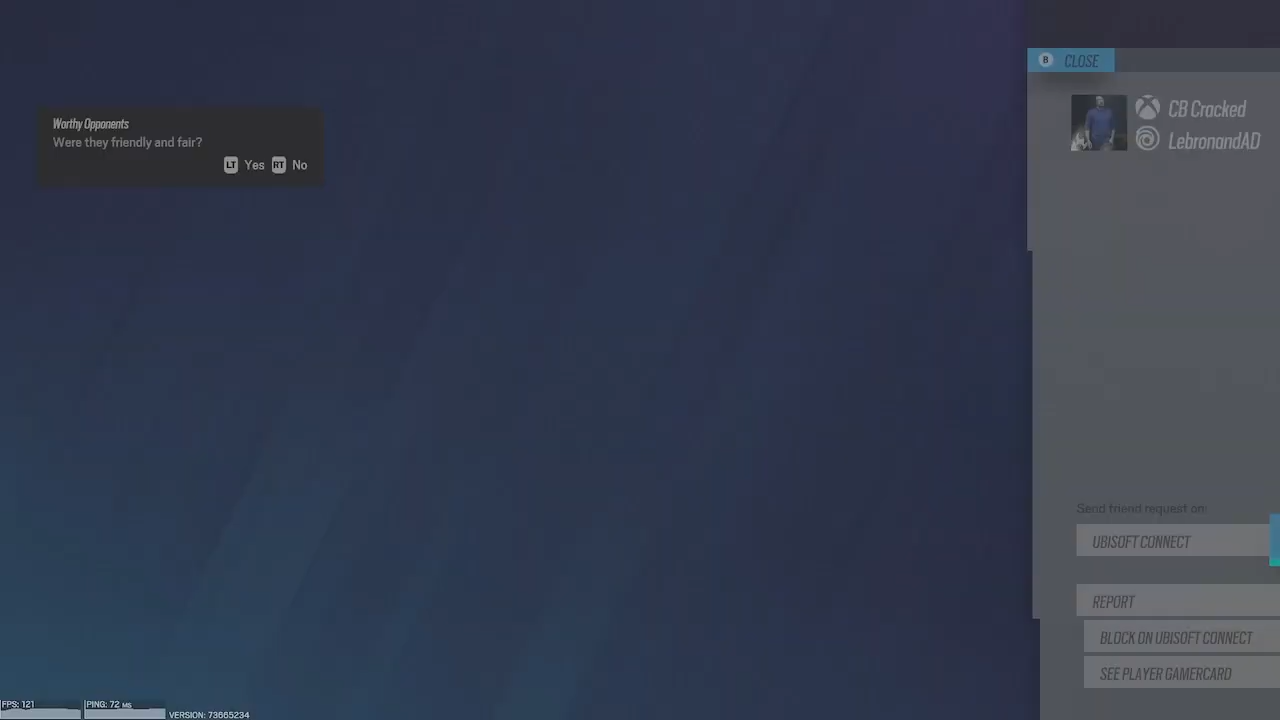 B CLOSE
CB Cracked
LebronandAD
Worthy Opponents
Were they friendly and fair?
LT Yes RT No
Send friend request on:
UBISOFT CONNECT
REPORT
BLOCK ON UBISOFT CONNECT
SEE PLAYER GAMERCARD
FPS: 121 PING: 72 MS VERSION: 73665234